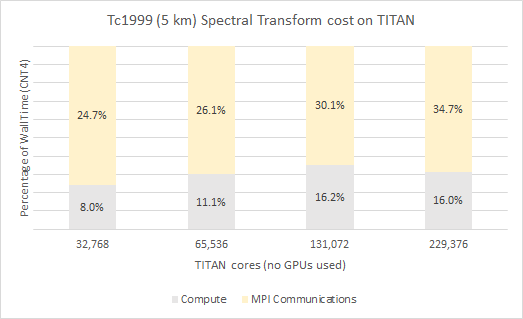 Tc1999 (5 km) Spectral Transform cost on TITAN
Percentage of Wall Time (CNT4)
24.7% 26.1% 30.1% 34.7%
8.0% 11.1% 16.2% 16.0%
32,768 65,536 131,072 229,376
TITAN cores (no GPUs used)
Compute MPI Communications